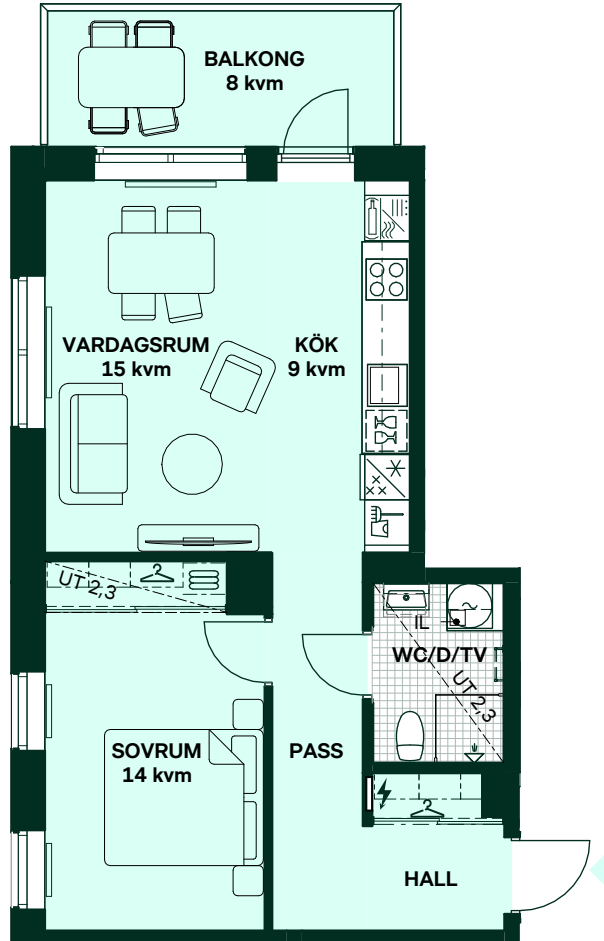 BALKONG
8 kvm
VARDAGSRUM
15 kvm
KÖK
9 kvm
UT 2,3
IL
WC/D/TV
UT 2,3
SOVRUM
14 kvm
PASS
HALL